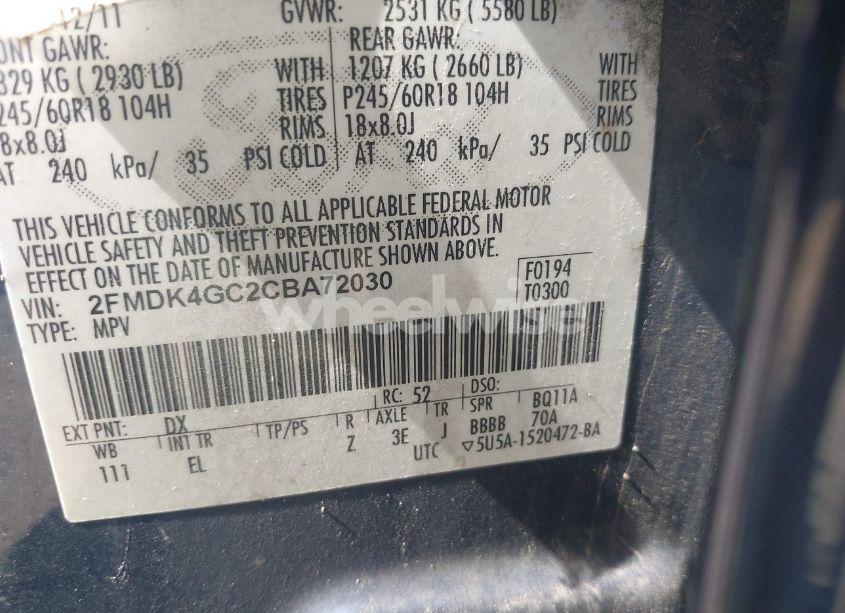 12/11 GVWR: 2531 KG ( 5580 LB)
ONT GAWR: REAR GAWR:
329 KG ( 2930 LB) WITH 1207 KG ( 2660 LB) WITH
245/60R18 104H TIRES P245/60R18 104H TIRES
8x8.0J RIMS 18x8.0J RIMS
AT 240 kPa/ 35 PSI COLD AT 240 kPa/ 35 PSI COLD
THIS VEHICLE CONFORMS TO ALL APPLICABLE FEDERAL MOTOR
VEHICLE SAFETY AND THEFT PREVENTION STANDARDS IN
EFFECT ON THE DATE OF MANUFACTURE SHOWN ABOVE.
VIN: 2FMDK4GC2CBA72030 F0194
TYPE: MPV T0300
wheelwise
EXT PNT: DX RC: 52 DSO:
WB INT TR TP/PS R AXLE TR SPR BQ11A
111 EL Z 3E J BBBB 70A
UTC ▽5U5A-1520472-BA